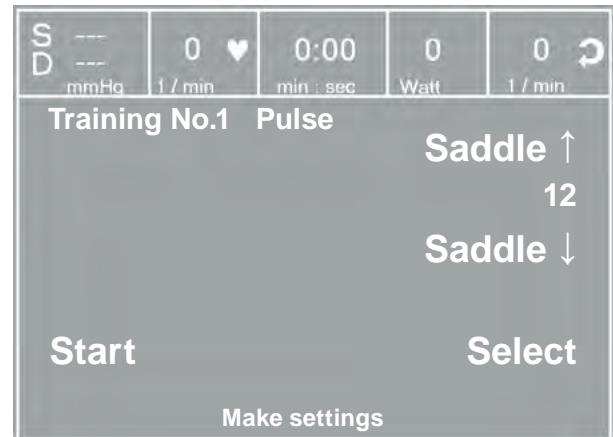 S --- 0 ♥ 0:00 0 0
D --- mmHg 1 / min min : sec Watt 1 / min
Training No.1 Pulse
Saddle ↑
12
Saddle ↓
Start Select
Make settings